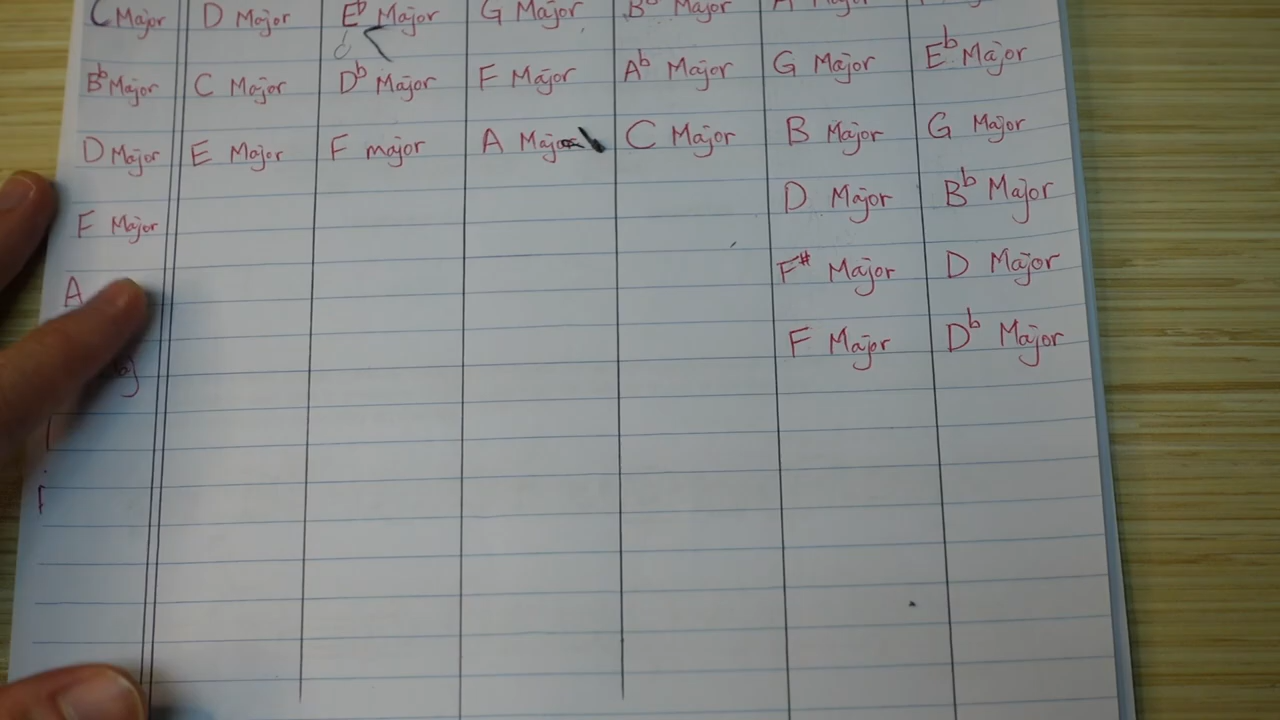 C Major D Major E♭ Major G Major B♭ Major
B♭ Major C Major D♭ Major F Major A♭ Major G Major E♭ Major
D Major E Major F major A Major C Major B Major G Major
F Major D Major B♭ Major
A F# Major D Major
F Major D♭ Major